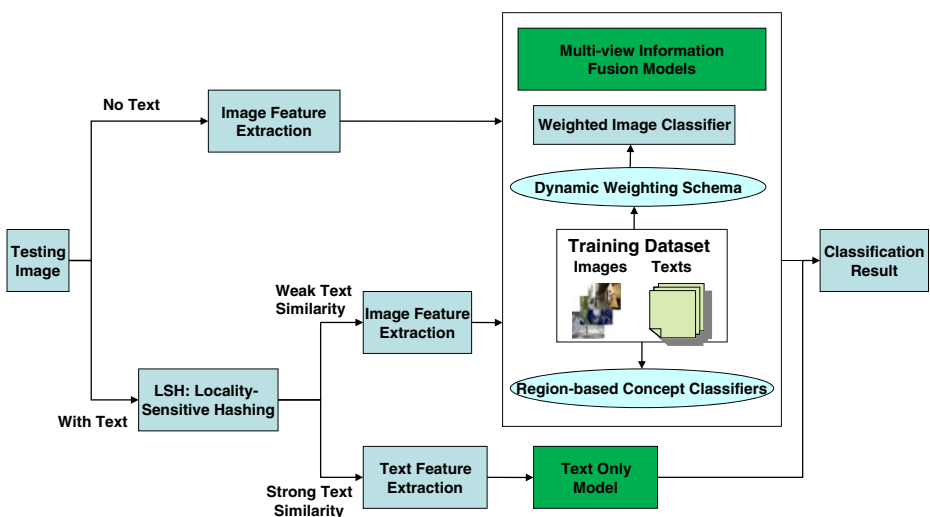 Multi-view Information
Fusion Models
No Text
Image Feature
Extraction
Weighted Image Classifier
Dynamic Weighting Schema
Testing
Image
Training Dataset
Images
Texts
Classification
Result
Weak Text
Similarity
Image Feature
Extraction
LSH: Locality-
Sensitive Hashing
Region-based Concept Classifiers
With Text
Text Feature
Extraction
Text Only
Model
Strong Text
Similarity